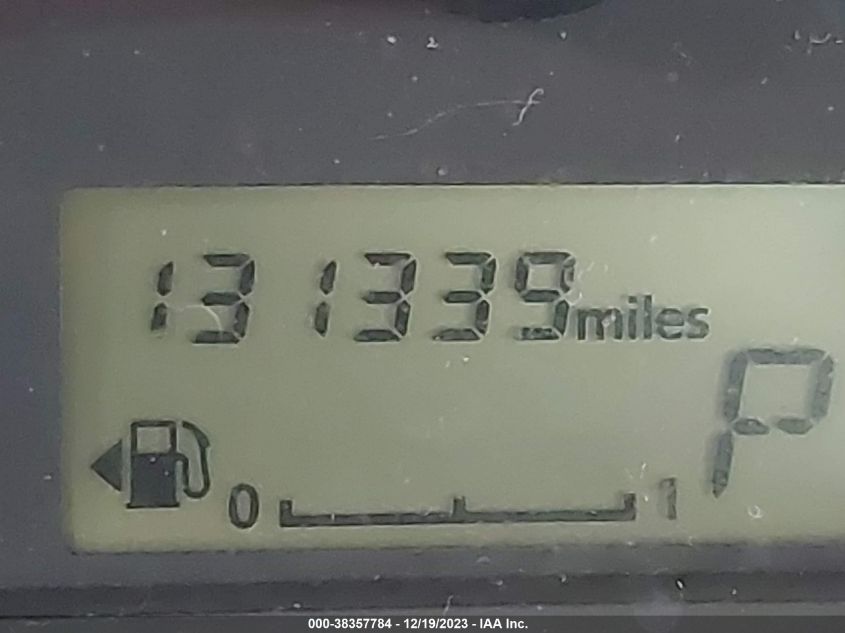 131339 miles
P
0 1
000-38357784 - 12/19/2023 - IAA Inc.